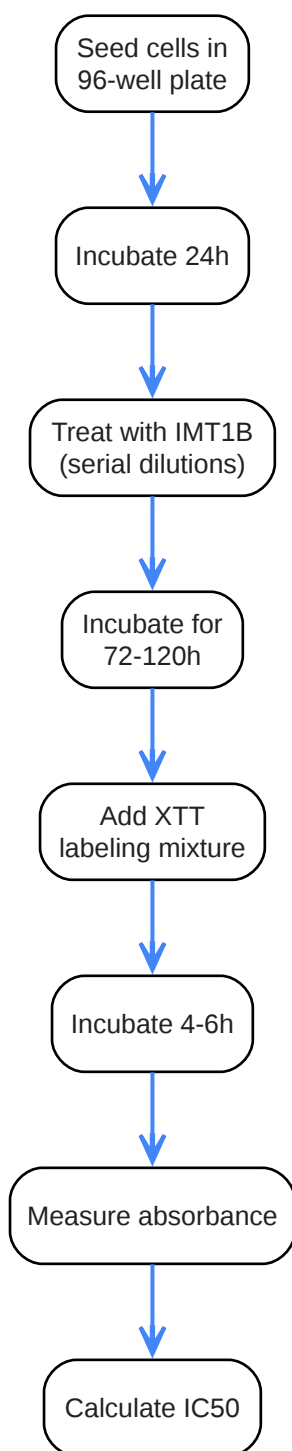 Seed cells in
96-well plate
Incubate 24h
Treat with IMT1B
(serial dilutions)
Incubate for
72-120h
Add XTT
labeling mixture
Incubate 4-6h
Measure absorbance
Calculate IC50